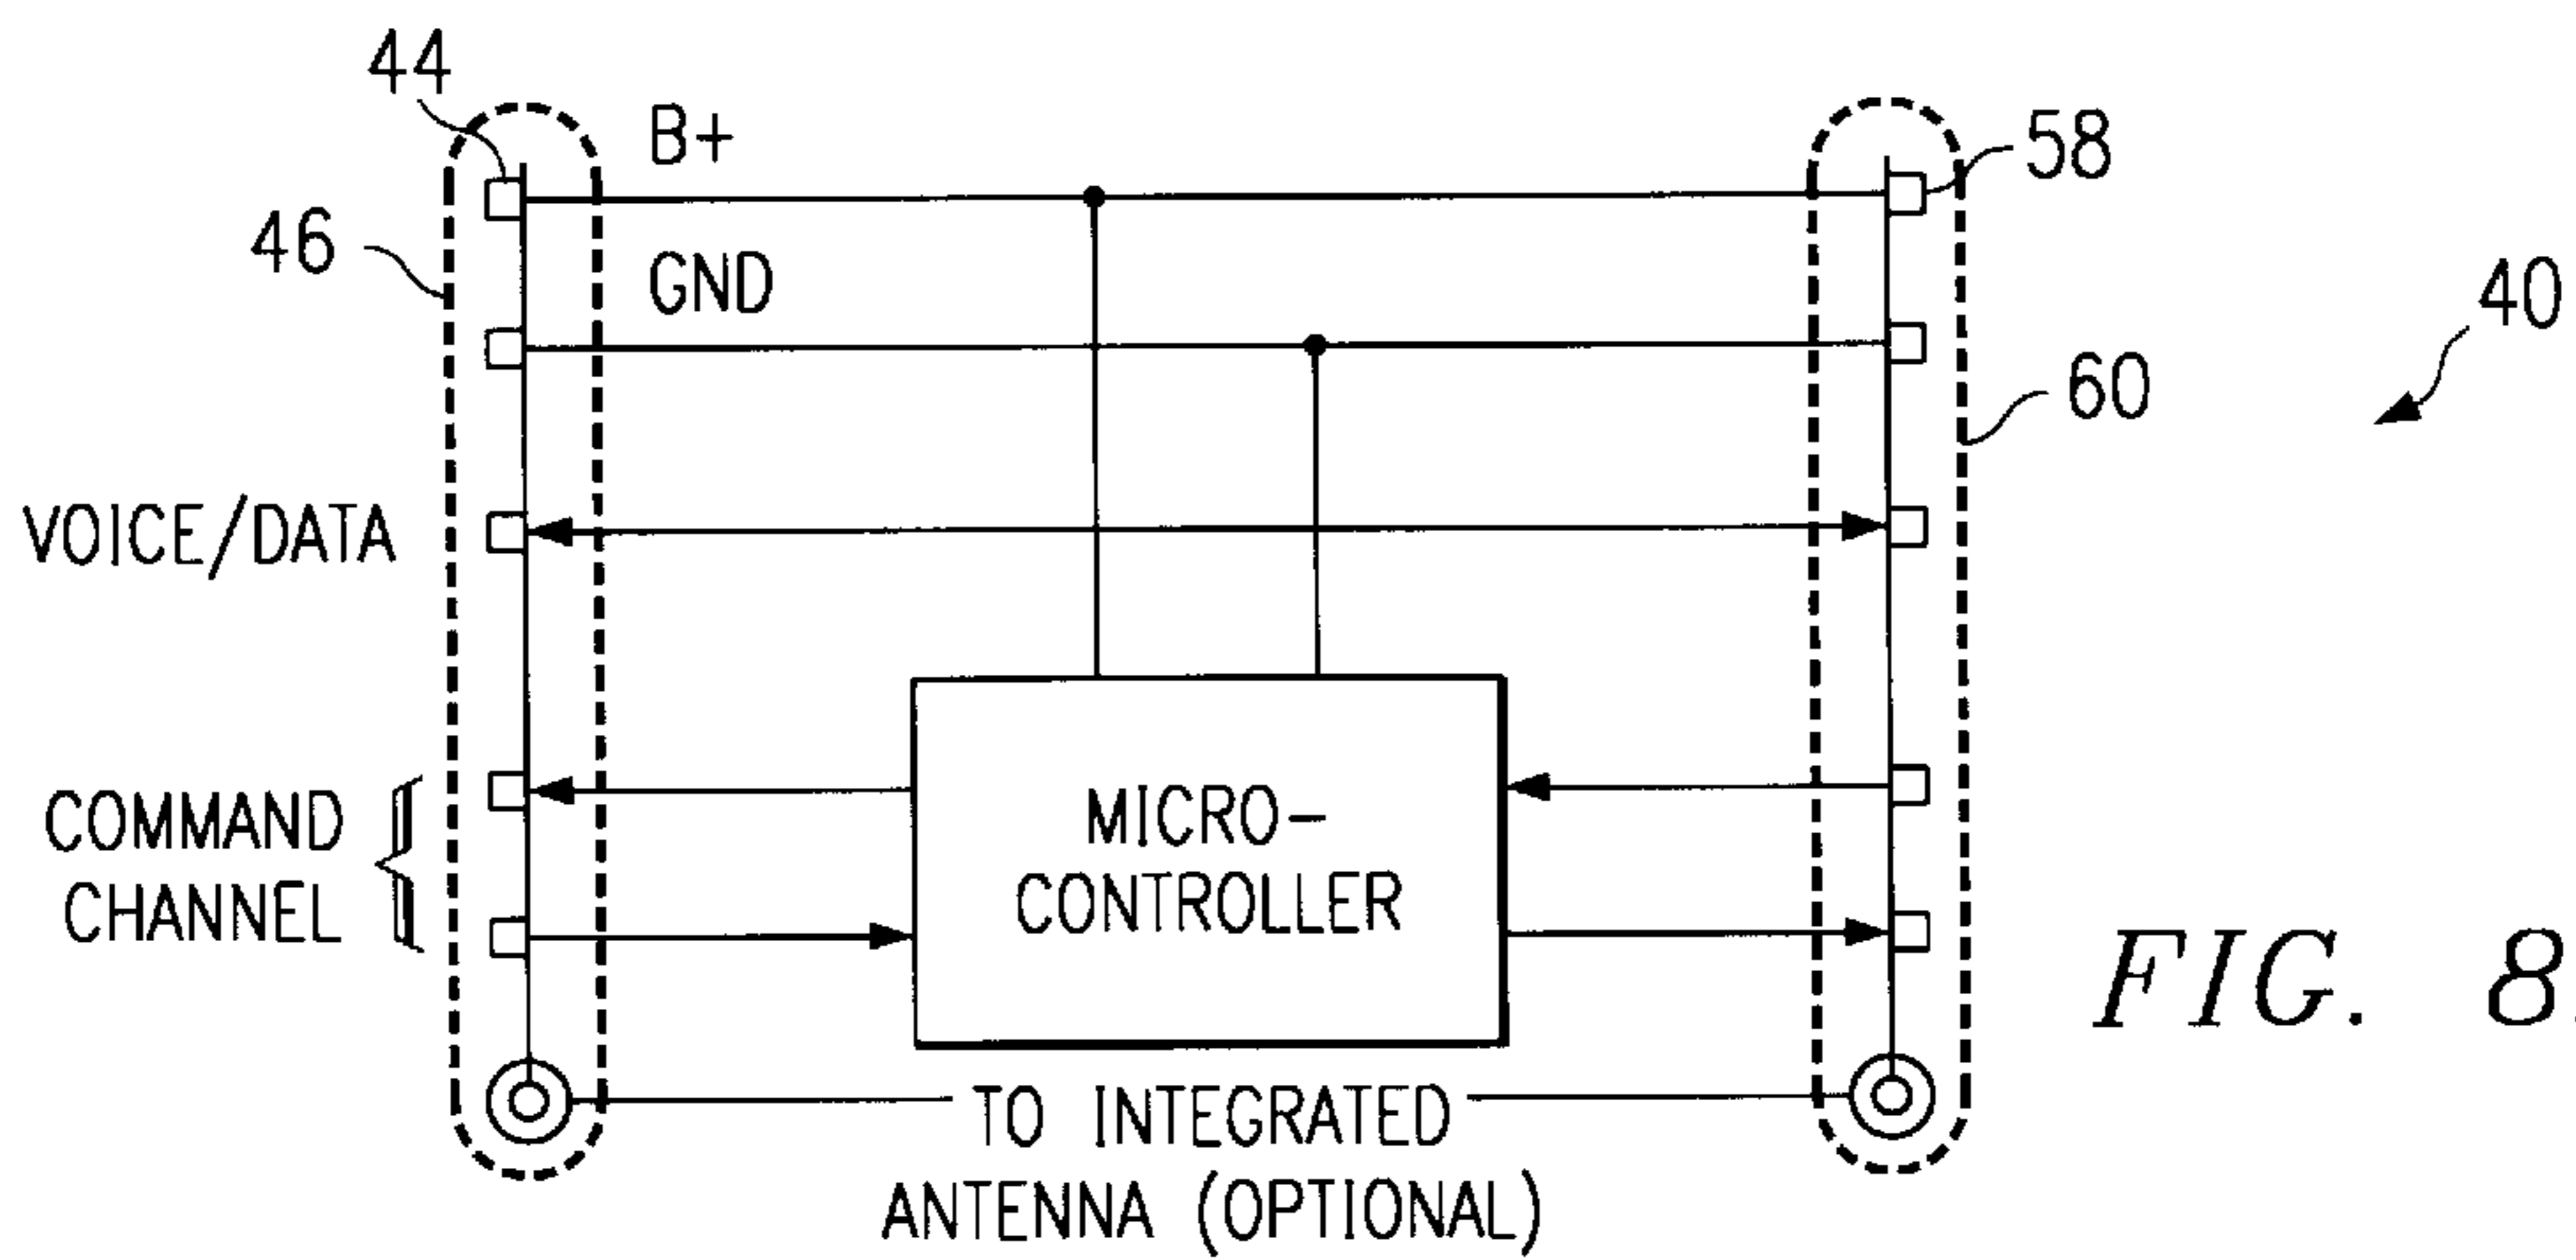 44
B+
58
46
GND
40
60
VOICE/DATA
COMMAND
CHANNEL
MICRO-
CONTROLLER
FIG. 8.
TO INTEGRATED
ANTENNA (OPTIONAL)